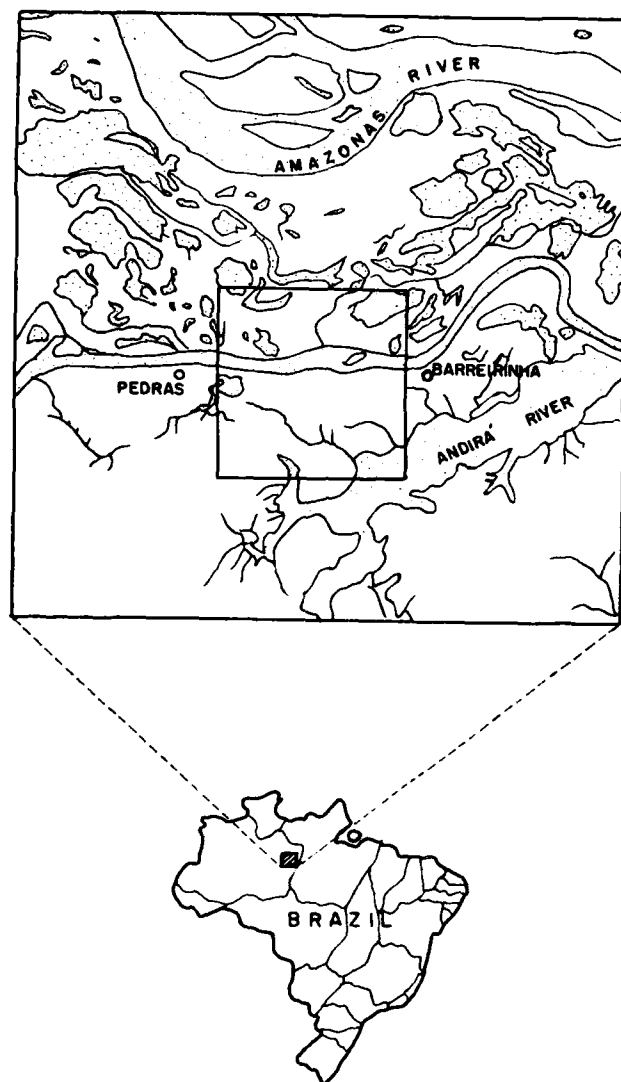 AMAZONAS RIVER
PEDRAS
BARREIRINHA
ANDIRÁ RIVER
BRAZIL